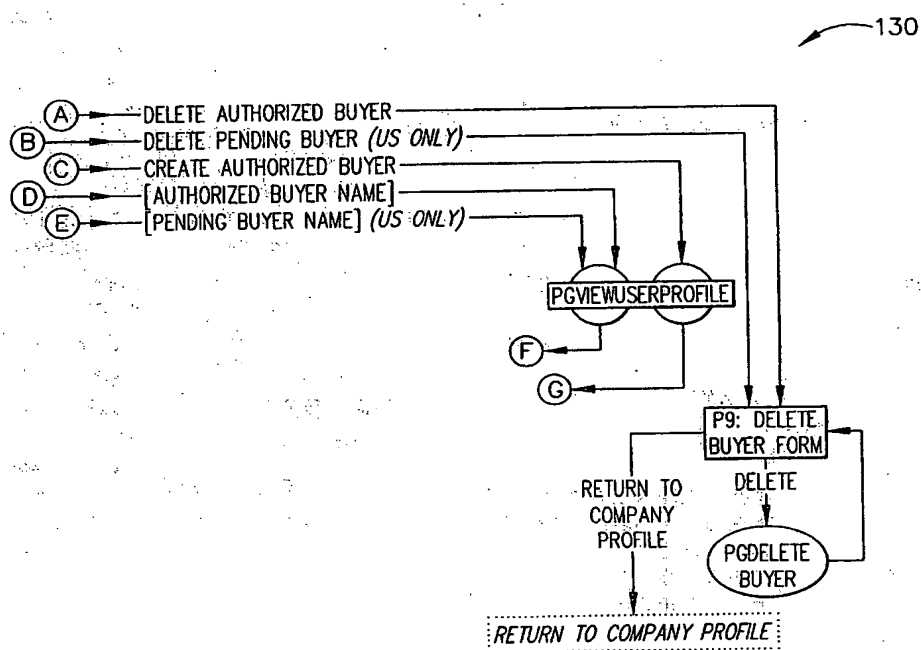 130
A DELETE AUTHORIZED BUYER
B DELETE PENDING BUYER (US ONLY)
C CREATE AUTHORIZED BUYER
D [AUTHORIZED BUYER NAME]
E [PENDING BUYER NAME] (US ONLY)
PGVIEWUSERPROFILE
F
G
P9: DELETE
BUYER FORM
DELETE
RETURN TO
COMPANY
PROFILE
PGDELETE
BUYER
RETURN TO COMPANY PROFILE